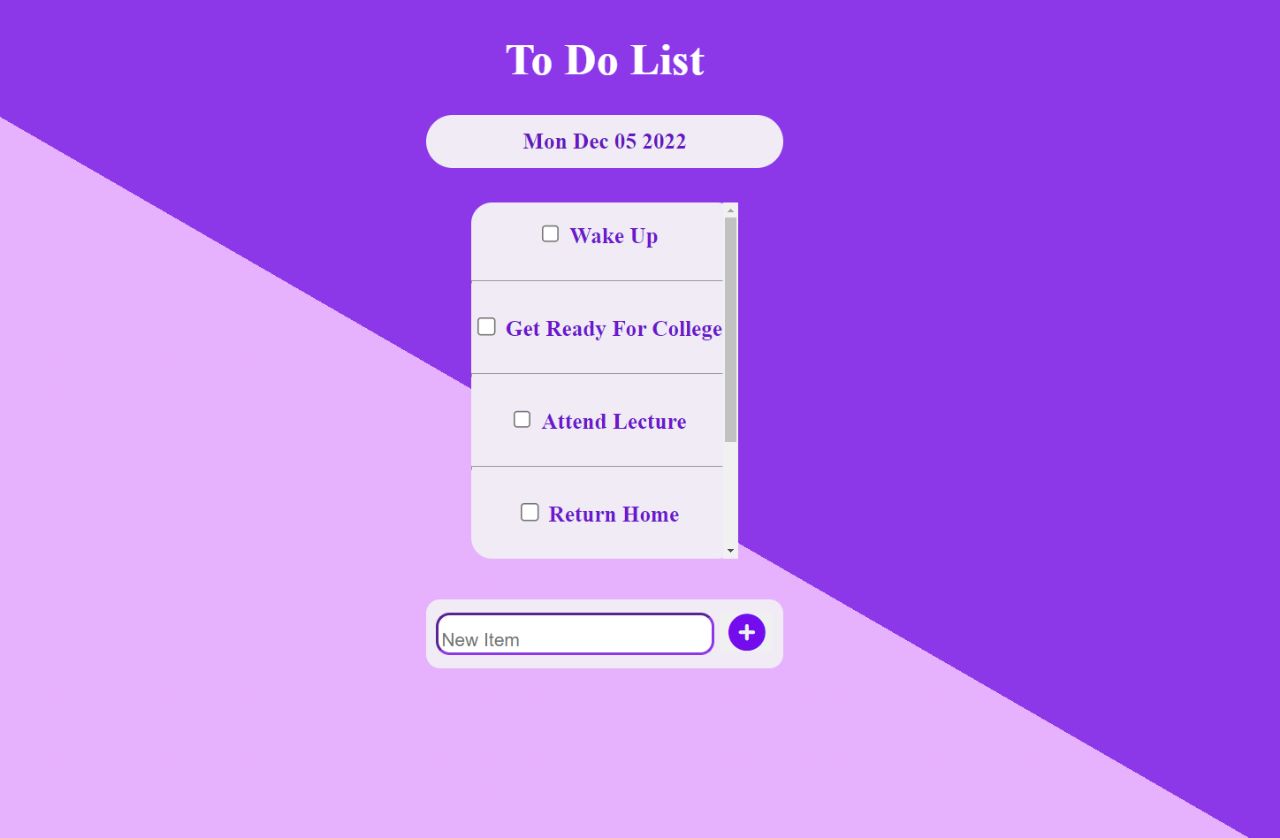 To Do List
Mon Dec 05 2022
Wake Up
Get Ready For College
Attend Lecture
Return Home
New Item